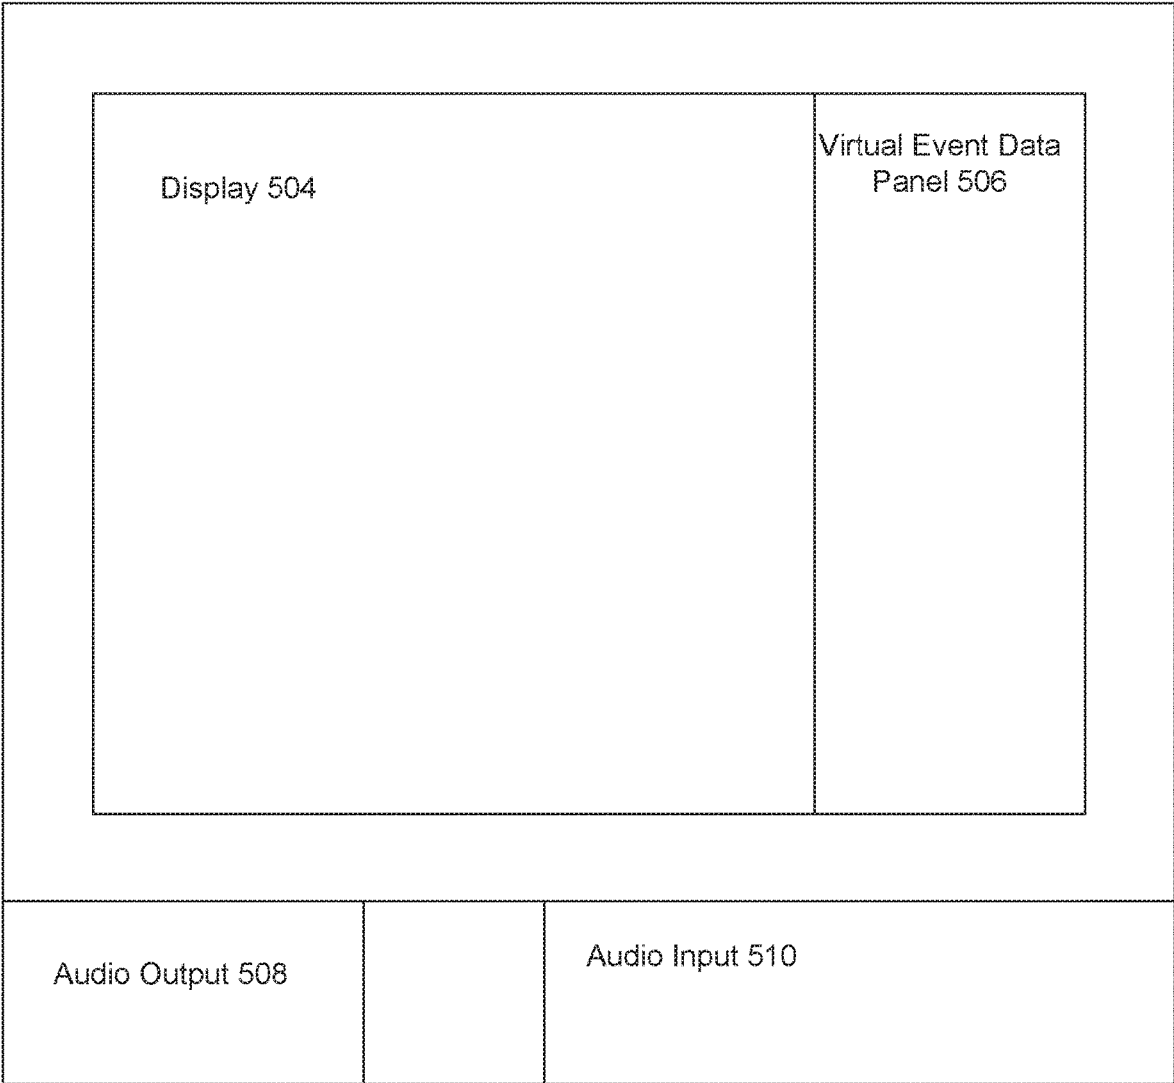 Display 504
Virtual Event Data
Panel 506
Audio Output 508
Audio Input 510